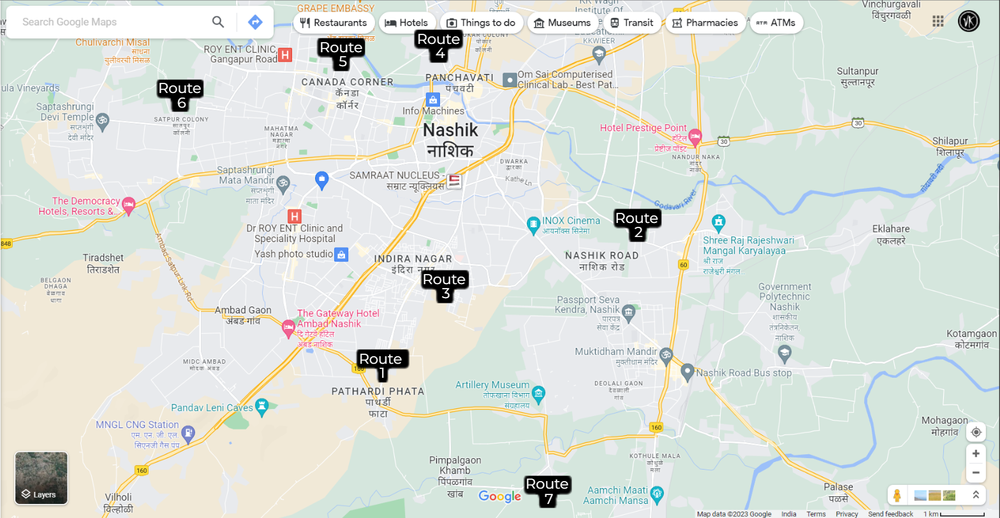 Search Google Maps
GRAPE EMBASSY
Restaurants
Hotels
Things to do
Museums
Transit
Pharmacies
ATMs
KK Wagh
Institute Of
KKWIEER
Vinchurgavali
विंचुरगवळी
Chulivarchi Misal
साधना
चुलीवरची मिसळ
ROY ENT CLINIC,
Gangapur Road
Route
5
Route
4
पोकार
कॉलनी
CANADA CORNER
कॅनडा
कॉर्नर
PANCHAVATI
पंचवटी
Om Sai Computerised
Clinical Lab - Best Pat...
Sultanpur
सुल्तानपूर
ula Vineyards
Route
6
Saptashrungi
Devi Temple
सप्तशृंगी
देवी मंदिर
SATPUR COLONY
सातपूर
कॉलनी
MAHATMA
NAGAR
महात्मा
नगर
Info Machines
Nashik
नाशिक
Hotel Prestige Point
हॉटेल
प्रेस्टीज पॉइंट
30
30
NANDUR NAKA
नांदूर
नाका
Shilapur
शिलापूर
गोदावरी नदी
DWARKA
द्वारका
Kathe Ln
Saptashrungi
Mata Mandir
सप्तशृंगी
माता मंदिर
SAMRAAT NUCLEUS -
सम्राट न्यूक्लियस
Godavari River
The Democracy
Hotels, Resorts &...
Dr ROY ENT Clinic and
Speciality Hospital
INOX Cinema
आयनॉक्स सिनेमा
Route
2
Shree Raj Rajeshwari
Mangal Karyalayaa
श्री राज
राजेश्वरी मंगल...
Eklahare
एकलहरे
848
Ambad-Satpur-Link Rd
Yash photo studio
INDIRA NAGAR
इंदिरा नगर
NASHIK ROAD
नाशिक रोड
60
Tiradshet
तिराडशेत
BELGAON
DHAGA
बेळगाव
धागा
Route
3
Government
Polytechnic
Nashik
शासकीय
तंत्रनिकेतन,
नाशिक
Passport Seva
Kendra, Nashik
पारपत्र
सेवा केंद्र
Ambad Gaon
अंबड गांव
The Gateway Hotel
Ambad Nashik
दि गेटवे हॉटेल
अंबड नाशिक
Kotamgaon
कोटमगांव
MIDC AMBAD
Route
1
Muktidham Mandir
मुक्तीधाम मंदिर
Nashik Road Bus stop
PATHARDI PHATA
पाथर्डी
फाटा
Artillery Museum
तोफखाना विभाग
संग्रहालय
DEOLALI GAON
देवळाली
गांव
Pandav Leni Caves
MNGL CNG Station
एम. एन. जी. एल.
सिएनजी गैस पंप
160
Mohagaon
मोहगांव
160
Pimpalgaon
Khamb
पिंपळगांव
खांब
KOTHULE MALA
कोथुळे
मला
Layers
Vilholi
विल्होळी
Google
Route
7
Aamchi Maati
Aamchi Mansa
Palase
पळसे
Map data ©2023 Google
India
Terms
Privacy
Send feedback
1 km